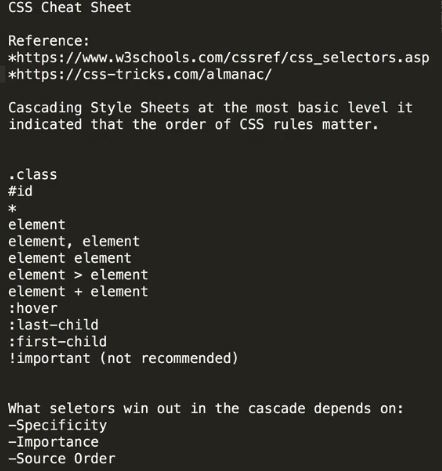 CSS Cheat Sheet
Reference:
*https://www.w3schools.com/cssref/css_selectors.asp
*https://css-tricks.com/almanac/
Cascading Style Sheets at the most basic level it
indicated that the order of CSS rules matter.
.class
#id
*
element
element, element
element element
element > element
element + element
:hover
:last-child
:first-child
!important (not recommended)
What seletors win out in the cascade depends on:
-Specificity
-Importance
-Source Order